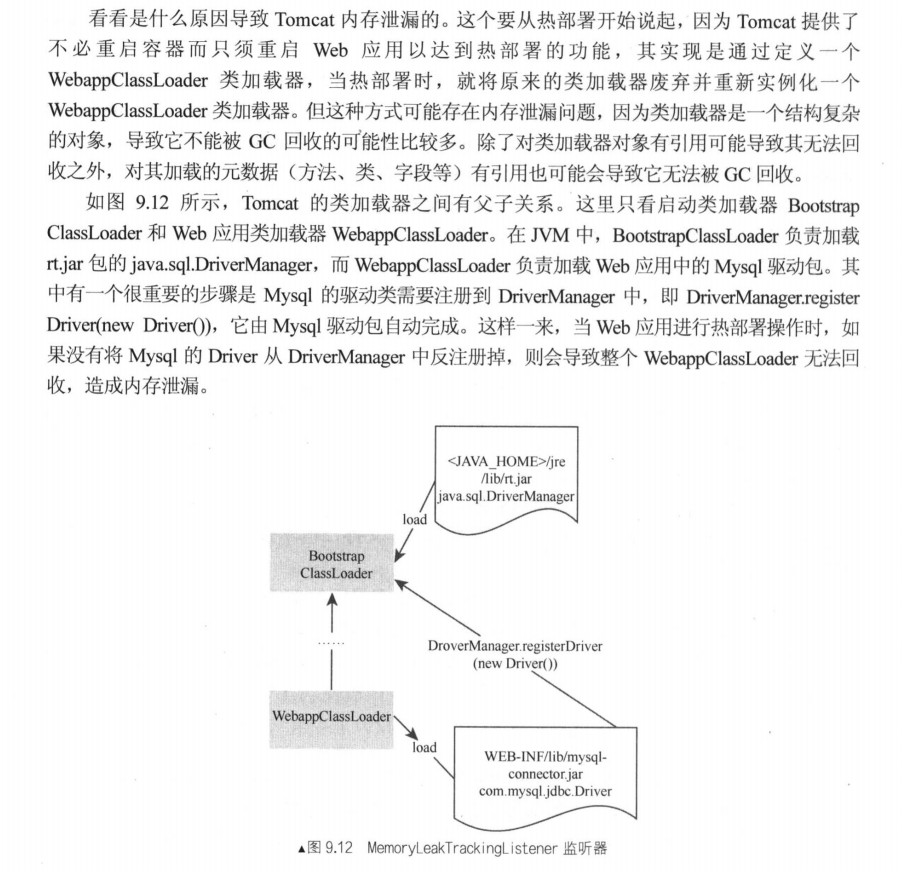 看看是什么原因导致 Tomcat 内存泄漏的。这个要从热部署开始说起，因为 Tomcat 提供了
不必重启容器而只须重启 Web 应用以达到热部署的功能，其实现是通过定义一个
WebappClassLoader 类加载器，当热部署时，就将原来的类加载器废弃并重新实例化一个
WebappClassLoader 类加载器。但这种方式可能存在内存泄漏问题，因为类加载器是一个结构复杂
的对象，导致它不能被 GC 回收的可能性比较多。除了对类加载器对象有引用可能导致其无法回
收之外，对其加载的元数据（方法、类、字段等）有引用也可能会导致它无法被 GC 回收。
如图 9.12 所示，Tomcat 的类加载器之间有父子关系。这里只看启动类加载器 Bootstrap
ClassLoader 和 Web 应用类加载器 WebappClassLoader。在 JVM 中，BootstrapClassLoader 负责加载
rt.jar 包的 java.sql.DriverManager，而 WebappClassLoader 负责加载 Web 应用中的 Mysql 驱动包。其
中有一个很重要的步骤是 Mysql 的驱动类需要注册到 DriverManager 中，即 DriverManager.register
Driver(new Driver())，它由 Mysql 驱动包自动完成。这样一来，当 Web 应用进行热部署操作时，如
果没有将 Mysql 的 Driver 从 DriverManager 中反注册掉，则会导致整个 WebappClassLoader 无法回
收，造成内存泄漏。
<JAVA_HOME>/jre
/lib/rt.jar
java.sql.DriverManager
load
Bootstrap
ClassLoader
……
DroverManager.registerDriver
(new Driver())
WebappClassLoader
load
WEB-INF/lib/mysql-
connector.jar
com.mysql.jdbc.Driver
▲图 9.12 MemoryLeakTrackingListener 监听器